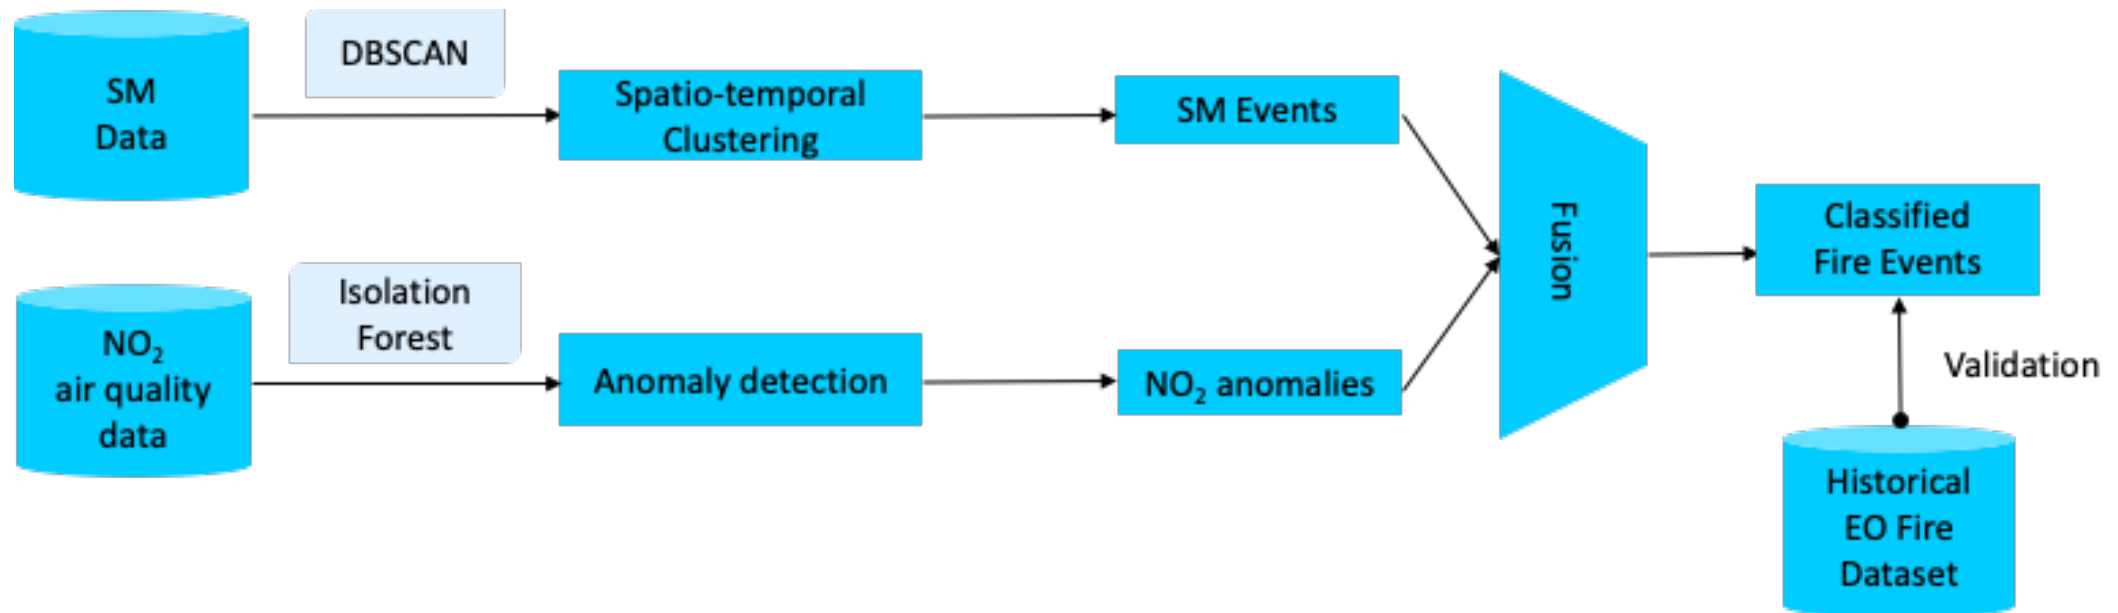 SM
Data
DBSCAN
Spatio-temporal
Clustering
SM Events
NO₂
air quality
data
Isolation
Forest
Anomaly detection
NO₂ anomalies
Fusion
Classified
Fire Events
Validation
Historical
EO Fire
Dataset